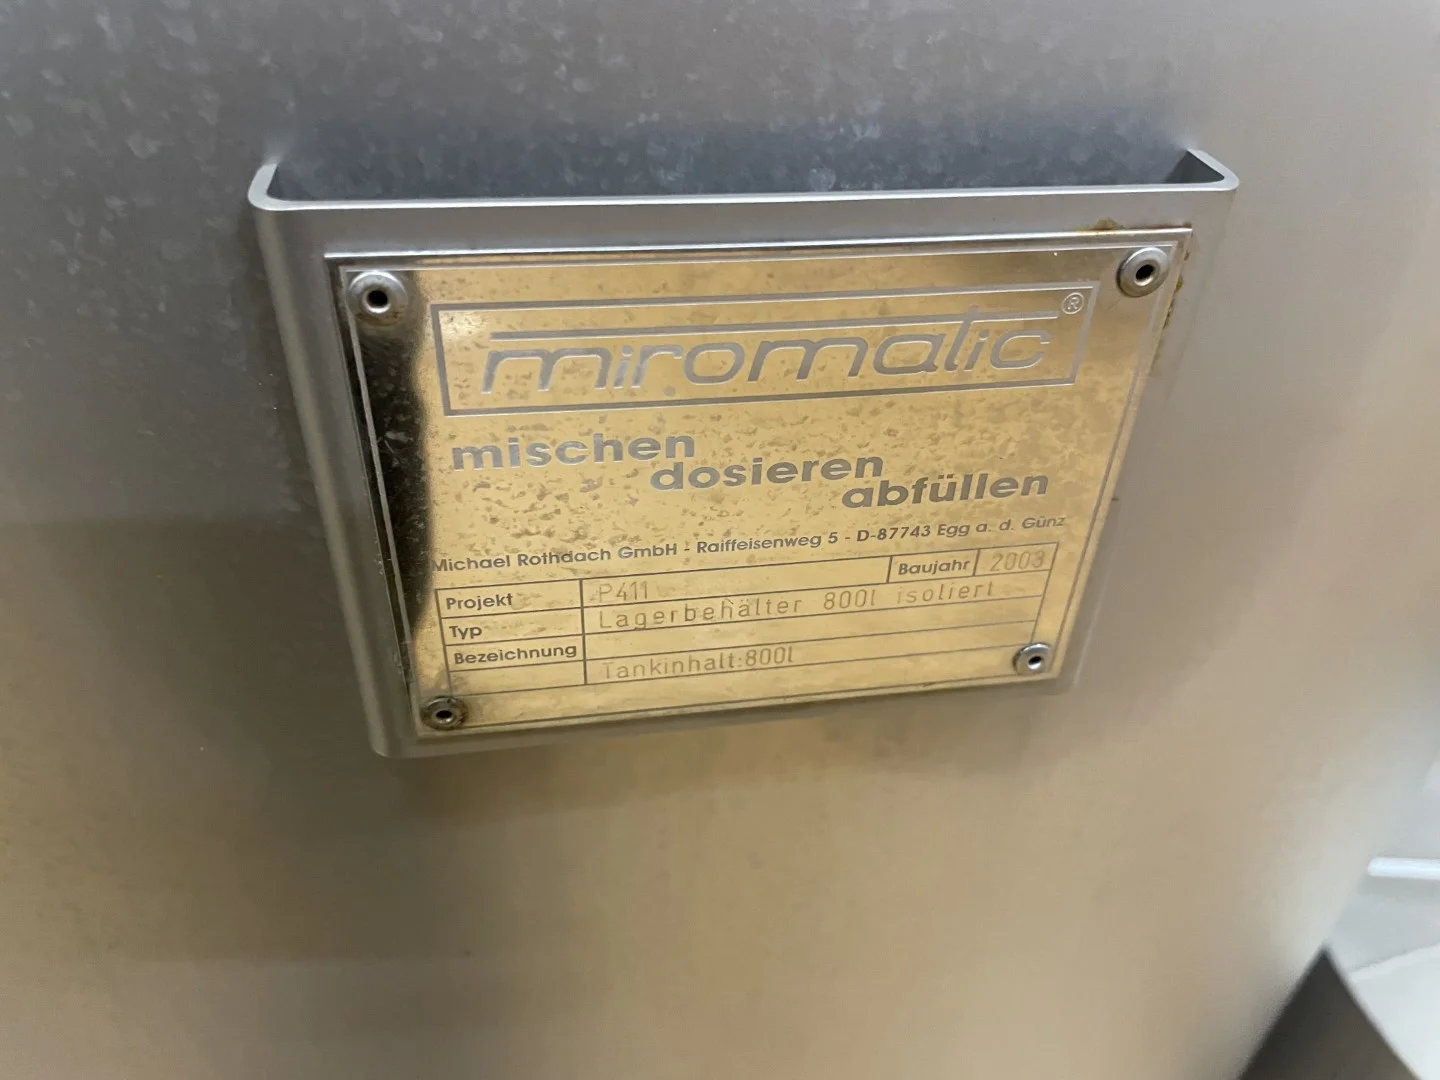 miromatic®
mischen
dosieren
abfüllen
Michael Rothdach GmbH - Raiffeisenweg 5 - D-87743 Egg a. d. Günz
Projekt P411 Baujahr 2003
Typ Lagerbehälter 800l isoliert
Bezeichnung
Tankinhalt:800l